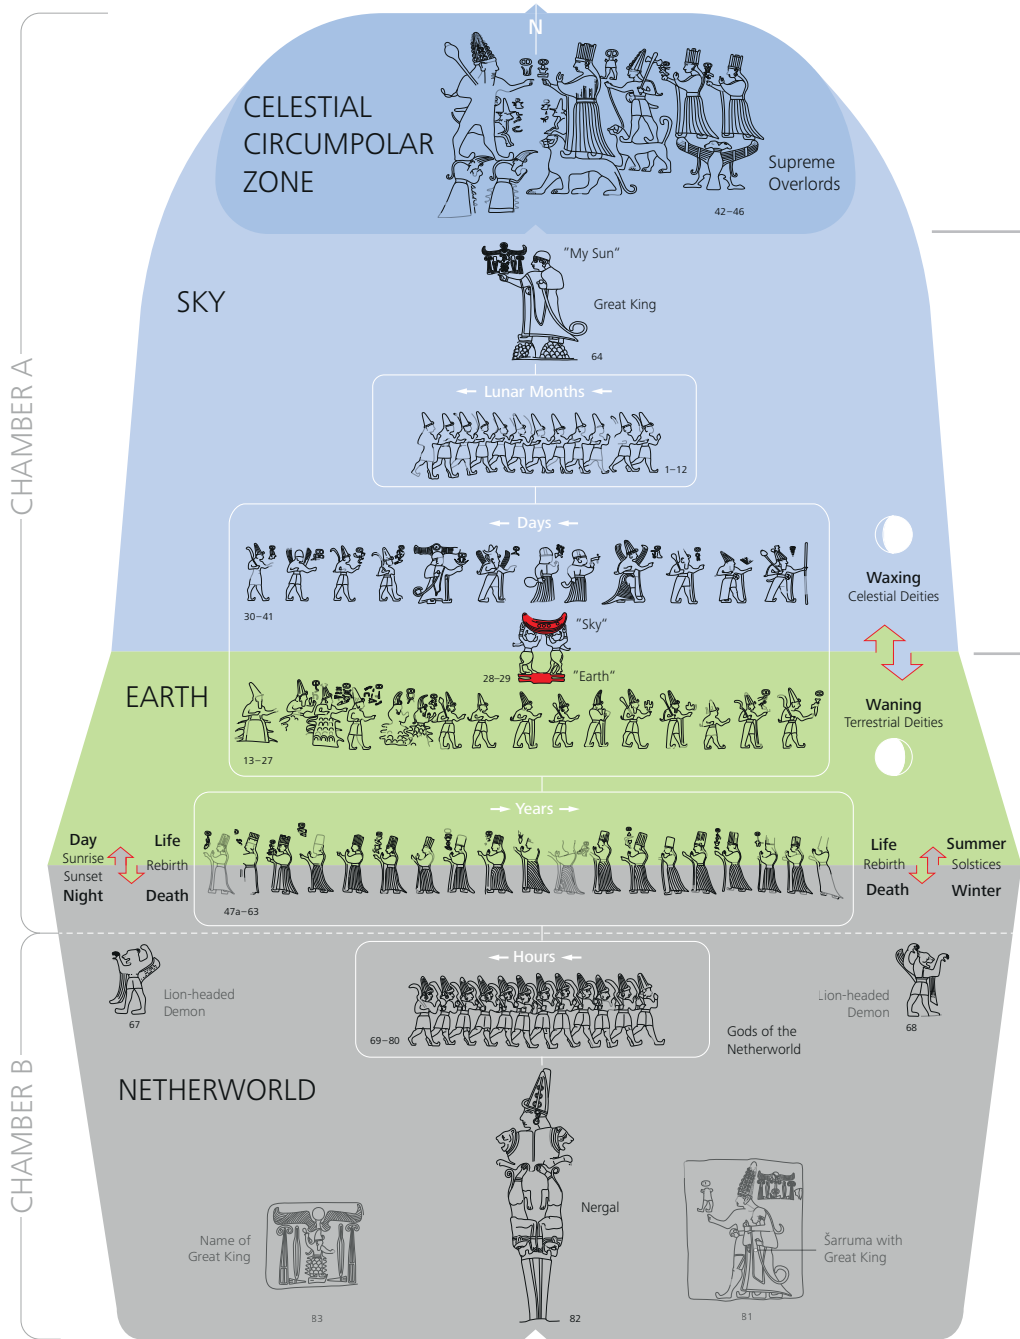 N
CELESTIAL
CIRCUMPOLAR
ZONE
Supreme
Overlords
42–46
CHAMBER A
SKY
"My Sun"
Great King
64
Lunar Months
1–12
Days
30–41
Waxing
Celestial Deities
"Sky"
28–29
"Earth"
EARTH
Waning
Terrestrial Deities
13–27
Years
Day
Sunrise
Sunset
Night
Life
Rebirth
Death
Life
Rebirth
Death
Summer
Solstices
Winter
47a–63
CHAMBER B
Hours
Lion-headed
Demon
67
Lion-headed
Demon
68
69–80
Gods of the
Netherworld
NETHERWORLD
Nergal
Name of
Great King
Šarruma with
Great King
83
82
81